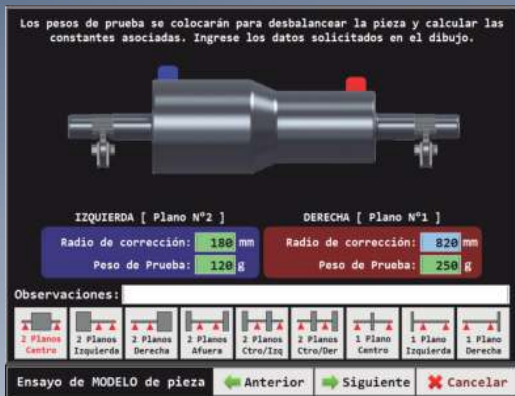 Los pesos de prueba se colocarán para desbalancear la pieza y calcular las
constantes asociadas. Ingrese los datos solicitados en el dibujo.
IZQUIERDA [ Plano Nº2 ]
Radio de corrección: 180 mm
Peso de Prueba: 120 g
DERECHA [ Plano Nº1 ]
Radio de corrección: 820 mm
Peso de Prueba: 250 g
Observaciones:
2 Planos Centro
2 Planos Izquierda
2 Planos Derecha
2 Planos Afuera
2 Planos Ctro/Izq
2 Planos Ctro/Der
1 Plano Centro
1 Plano Izquierda
1 Plano Derecha
Ensayo de MODELO de pieza
Anterior
Siguiente
Cancelar